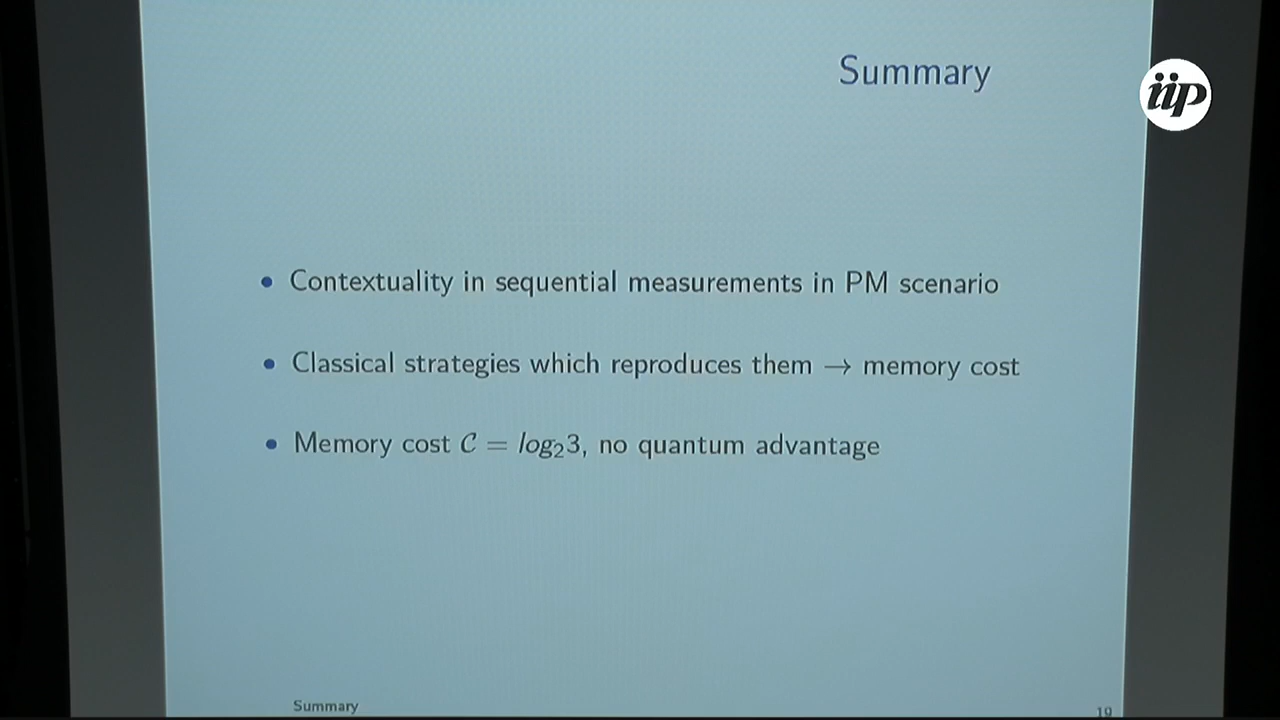 Summary
iip
• Contextuality in sequential measurements in PM scenario
• Classical strategies which reproduces them → memory cost
• Memory cost 𝒞 = log₂3, no quantum advantage
Summary
19